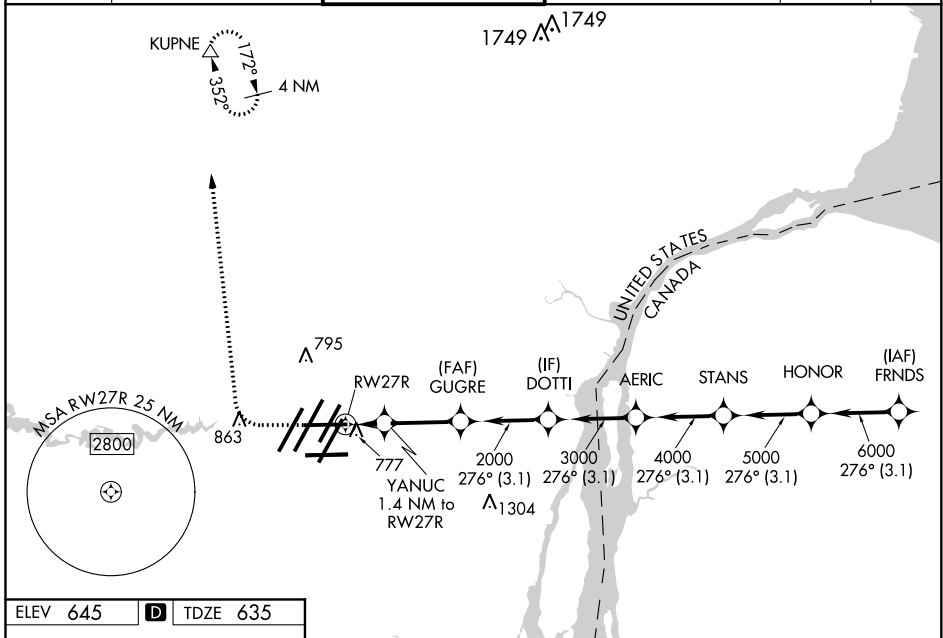 1749
1749
KUPNE
172°
352°
4 NM
UNITED STATES
CANADA
795
RW27R
(FAF)
GUGRE
(IF)
DOTTI
AERIC
STANS
HONOR
(IAF)
FRNDS
MSA RW27R 25 NM
2800
863
777
YANUC
1.4 NM to
RW27R
2000
276° (3.1)
3000
276° (3.1)
4000
276° (3.1)
5000
276° (3.1)
6000
276° (3.1)
1304
ELEV 645 D TDZE 635